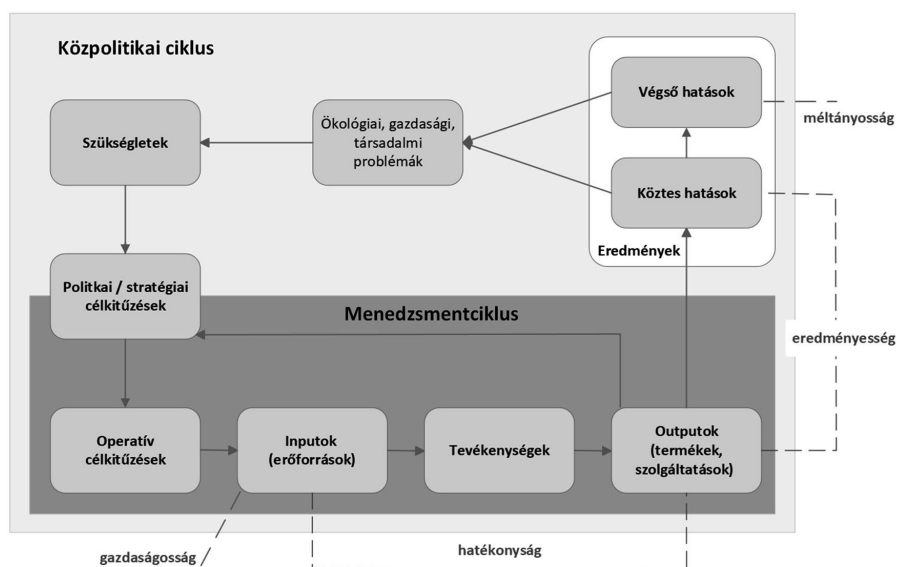 Közpolitikai ciklus
Szükségletek
Ökológiai, gazdasági,
társadalmi
problémák
Végső hatások
méltányosság
Köztes hatások
Eredmények
Politkai / stratégiai
célkitűzések
Menedzsmentciklus
eredményesség
Operatív
célkitűzések
Inputok
(erőforrások)
Tevékenységek
Outputok
(termékek,
szolgáltatások)
gazdaságosság
hatékonyság